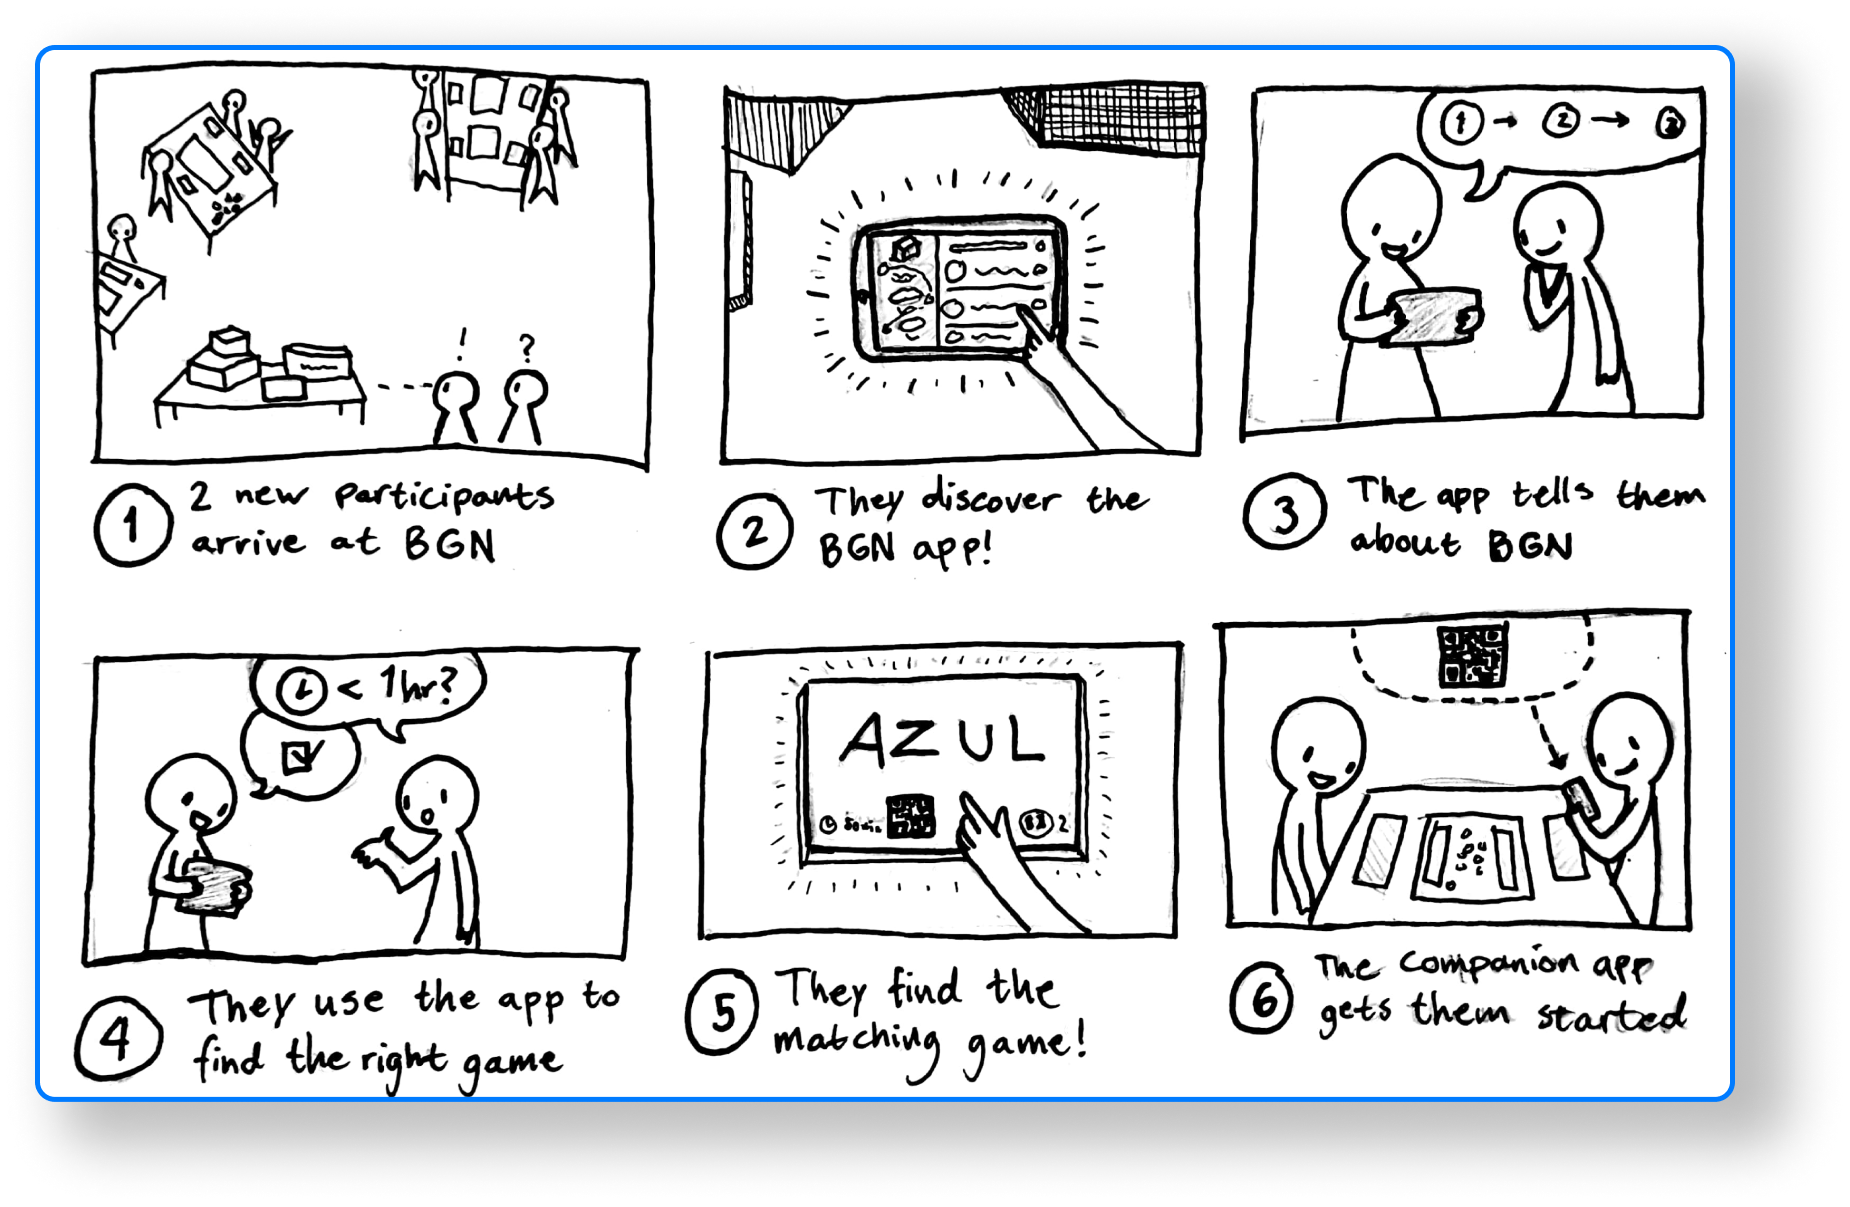 ! ?
1
2 new participants
arrive at BGN
2
They discover the
BGN app!
1 → 2 → 3
3
The app tells them
about BGN
< 1hr?
4
They use the app to
find the right game
AZUL
2
5
They find the
matching game!
6
The companion app
gets them started